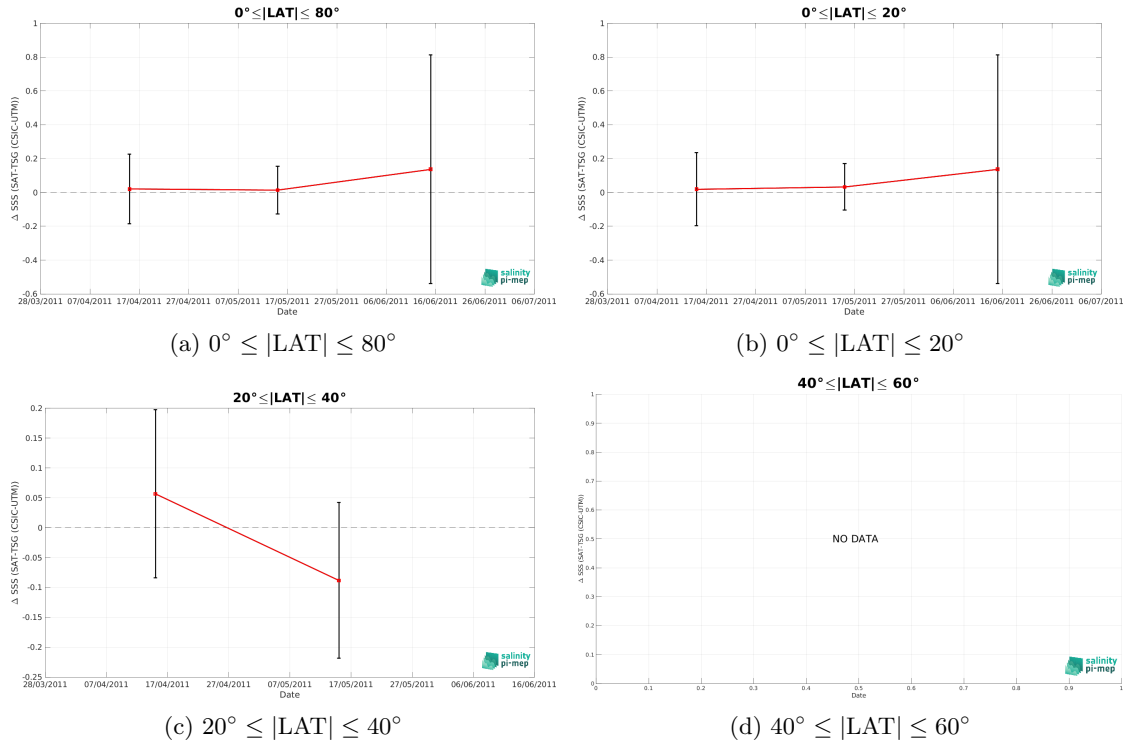 0°≤|LAT|≤ 80°
1
0.8
0.6
0.4
0.2
0
-0.2
-0.4
-0.6
Δ SSS (SAT-TSG (CSIC-UTM))
28/03/2011 07/04/2011 17/04/2011 27/04/2011 07/05/2011 17/05/2011 27/05/2011 06/06/2011 16/06/2011 26/06/2011 06/07/2011
Date
salinity
pi-mep
(a) 0° ≤ |LAT| ≤ 80°
0°≤|LAT|≤ 20°
1
0.8
0.6
0.4
0.2
0
-0.2
-0.4
-0.6
Δ SSS (SAT-TSG (CSIC-UTM))
28/03/2011 07/04/2011 17/04/2011 27/04/2011 07/05/2011 17/05/2011 27/05/2011 06/06/2011 16/06/2011 26/06/2011 06/07/2011
Date
salinity
pi-mep
(b) 0° ≤ |LAT| ≤ 20°
20°≤|LAT|≤ 40°
0.2
0.15
0.1
0.05
0
-0.05
-0.1
-0.15
-0.2
-0.25
Δ SSS (SAT-TSG (CSIC-UTM))
28/03/2011 07/04/2011 17/04/2011 27/04/2011 07/05/2011 17/05/2011 27/05/2011 06/06/2011 16/06/2011
Date
salinity
pi-mep
(c) 20° ≤ |LAT| ≤ 40°
40°≤|LAT|≤ 60°
1
0.9
0.8
0.7
0.6
0.5
0.4
0.3
0.2
0.1
0
Δ SSS (SAT-TSG (CSIC-UTM))
NO DATA
0 0.1 0.2 0.3 0.4 0.5 0.6 0.7 0.8 0.9 1
Date
salinity
pi-mep
(d) 40° ≤ |LAT| ≤ 60°